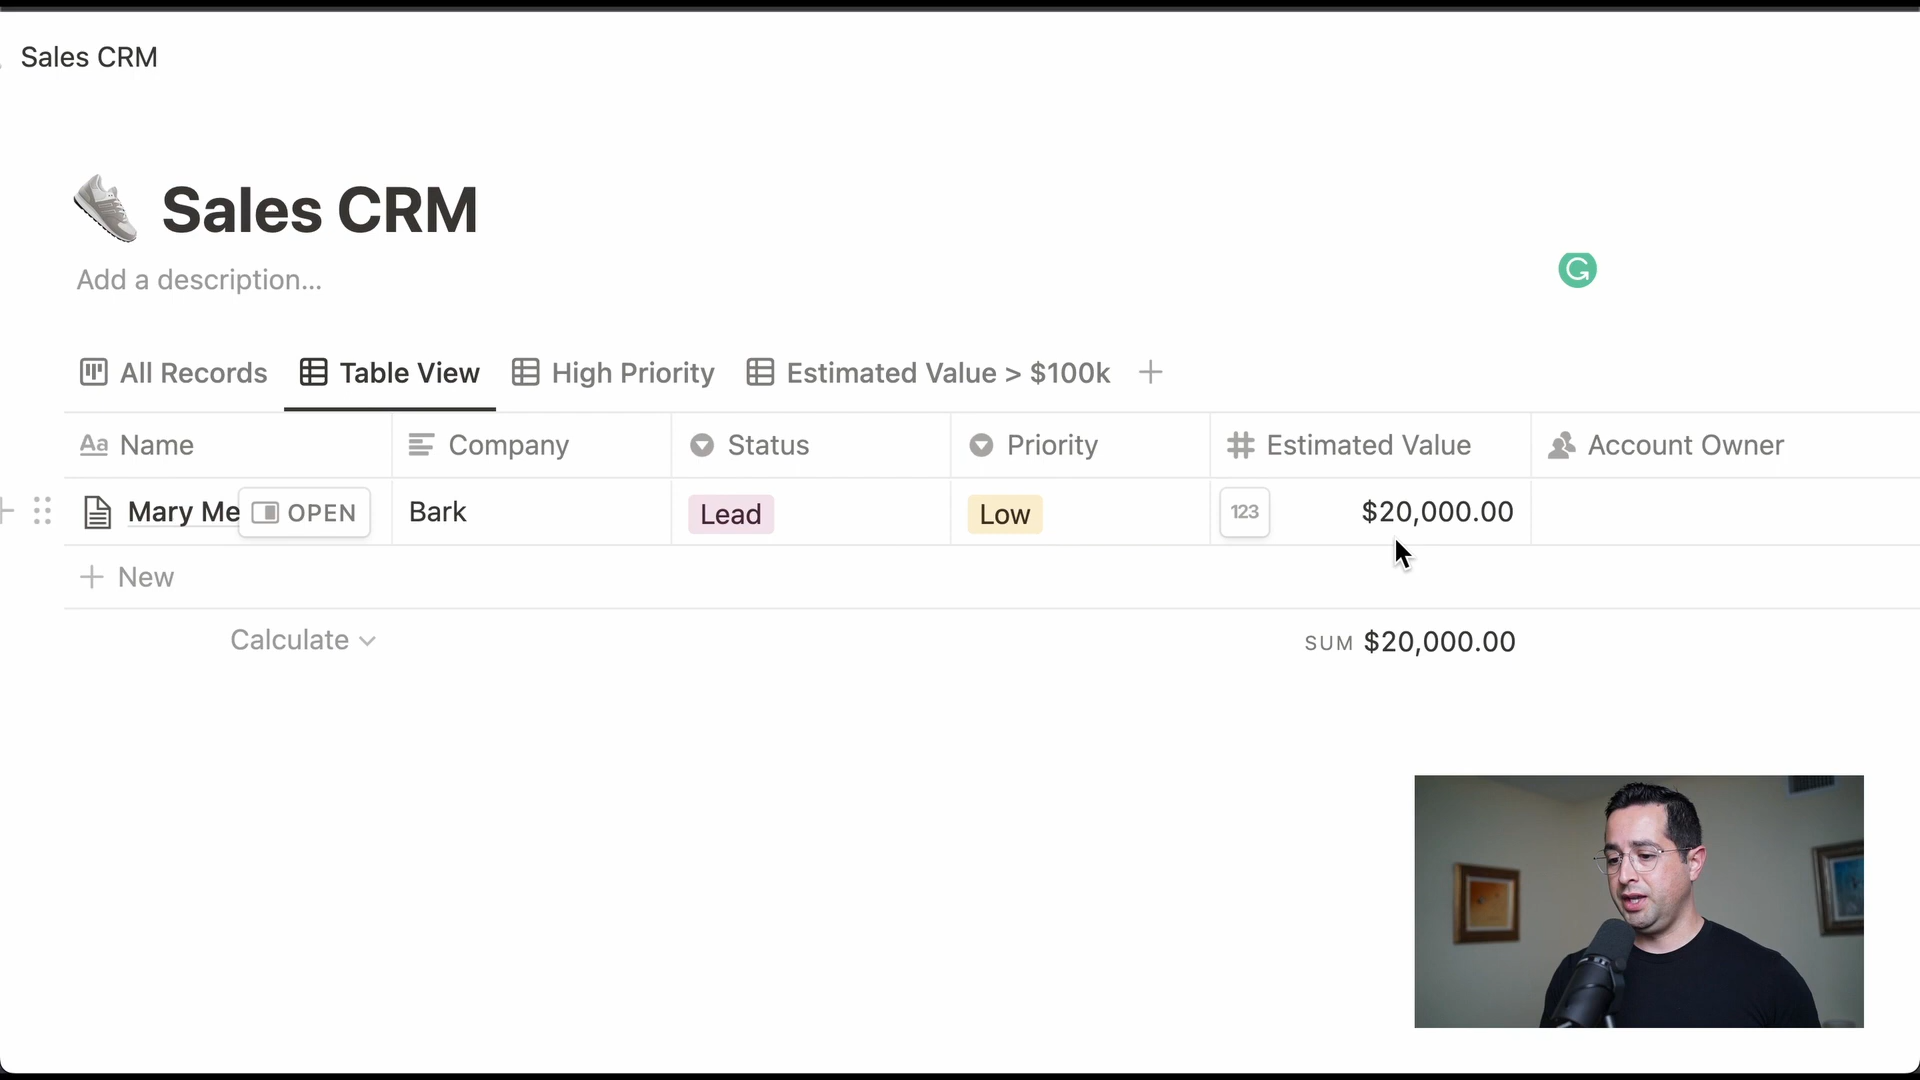 Sales CRM
Sales CRM
Add a description...
All Records Table View High Priority Estimated Value > $100k
Aa Name Company Status Priority Estimated Value Account Owner
Mary Me OPEN Bark Lead Low 123 $20,000.00
New
Calculate SUM $20,000.00